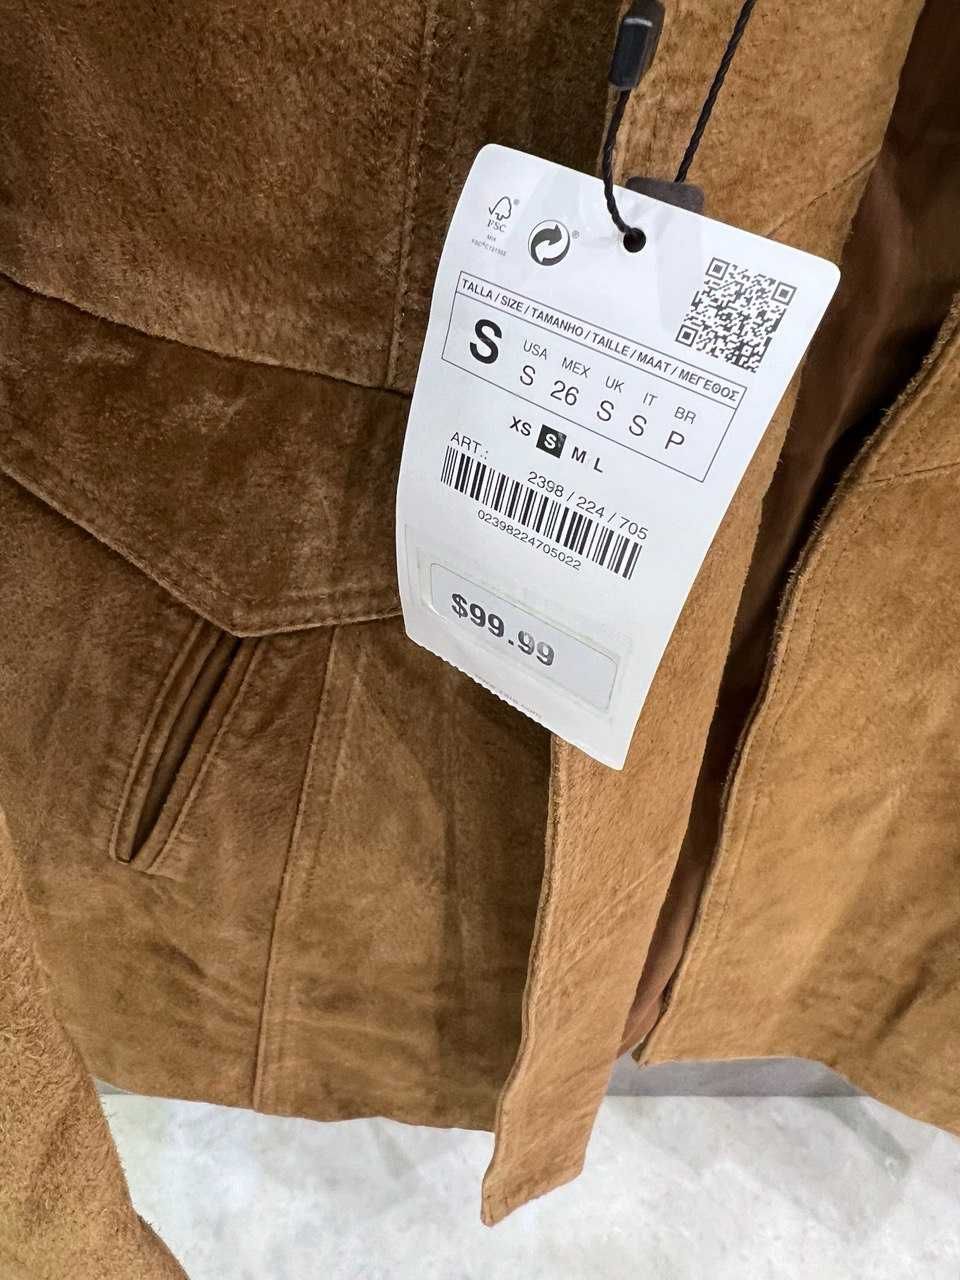 FSC
MIX
TALLA / SIZE / TAMANHO / TAILLE / MAAT / ΜΕΓΕΘΟΣ
S
USA MEX UK IT BR
S 26 S S P
XS S M L
ART.: 2398 / 224 / 705
02398224705022
$99.99